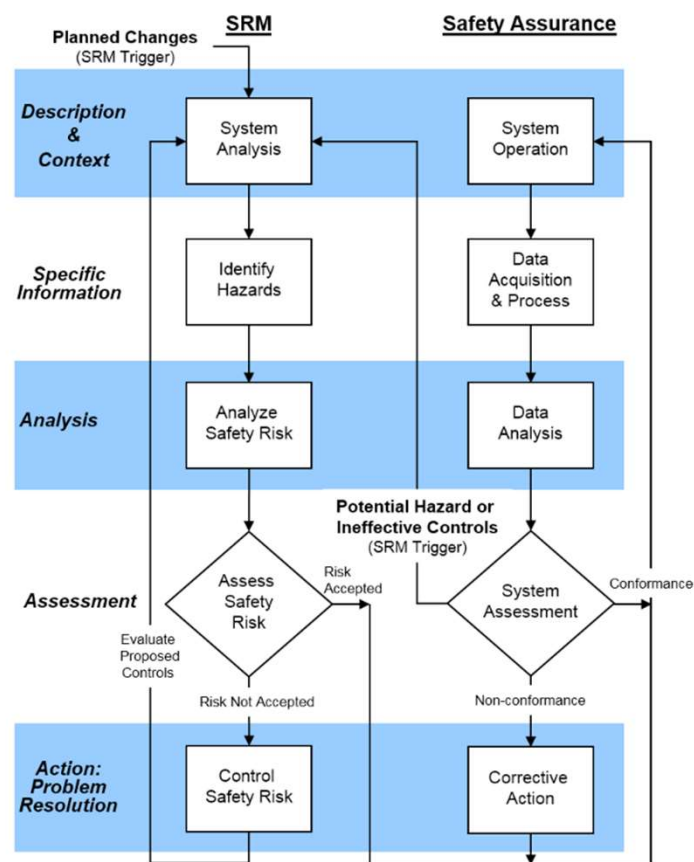 SRM
Safety Assurance
Planned Changes
(SRM Trigger)
Description
&
Context
System
Analysis
System
Operation
Specific
Information
Identify
Hazards
Data
Acquisition
& Process
Analysis
Analyze
Safety Risk
Data
Analysis
Potential Hazard or
Ineffective Controls
(SRM Trigger)
Assessment
Assess
Safety
Risk
Risk
Accepted
System
Assessment
Conformance
Evaluate
Proposed
Controls
Risk Not Accepted
Non-conformance
Action:
Problem
Resolution
Control
Safety Risk
Corrective
Action